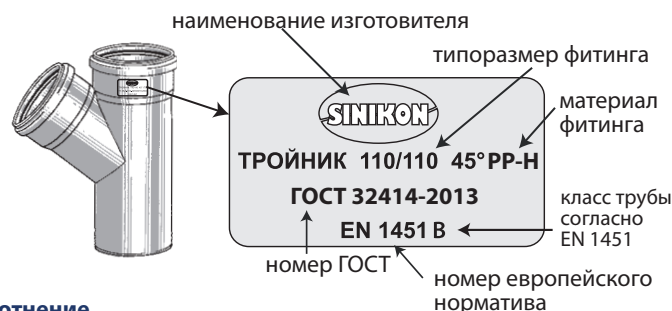 наименование изготовителя
типоразмер фитинга
материал
фитинга
SINIKON
ТРОЙНИК 110/110 45° PP-H
ГОСТ 32414-2013
EN 1451 B
класс трубы
согласно
EN 1451
номер ГОСТ
номер европейского
норматива